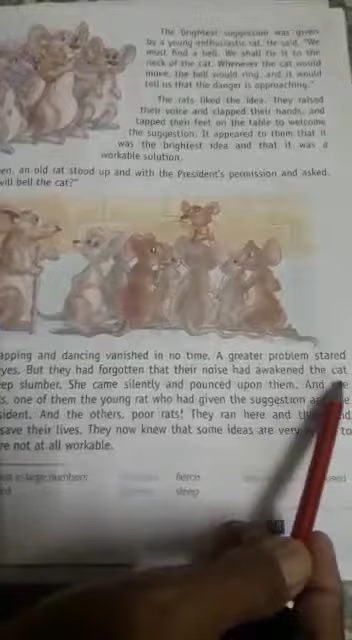 The brightest suggestion was given
by a young enthusiastic rat. He said, "We
must find a bell. We shall tie it to the
neck of the cat. Whenever the cat would
move, the bell would ring, and it would
tell us that the danger is approaching."
The rats liked the idea. They raised
their voice and clapped their hands, and
tapped their feet on the table to welcome
the suggestion. It appeared to them that it
was the brightest idea and that it was a
workable solution.
en, an old rat stood up and with the President's permission and asked,
will bell the cat?"
apping and dancing vanished in no time. A greater problem stared
yes. But they had forgotten that their noise had awakened the cat
ep slumber. She came silently and pounced upon them. And
s, one of them the young rat who had given the suggestion
sident. And the others, poor rats! They ran here and
save their lives. They now knew that some ideas are very to
re not at all workable.
large numbers fierce
ed sleep